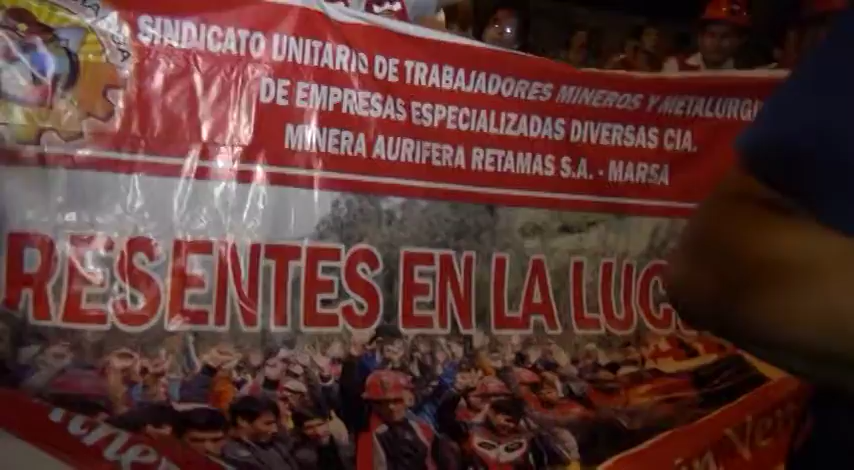 SINDICATO UNITARIO DE TRABAJADORES MINEROS Y METALURGI
DE EMPRESAS ESPECIALIZADAS DIVERSAS CIA.
MINERA AURIFERA RETAMAS S.A. - MARSA
RESENTES EN LA LUC